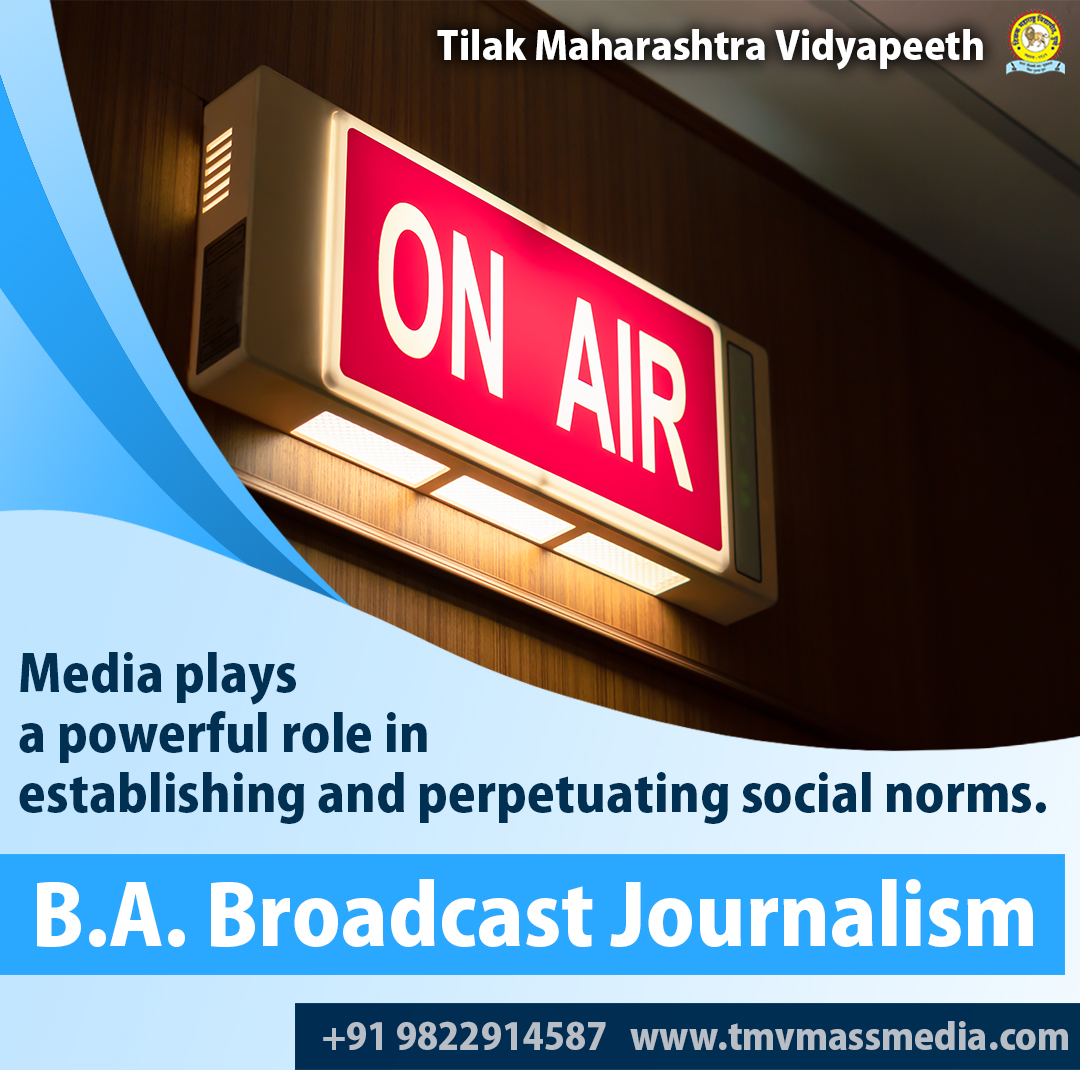 Tilak Maharashtra Vidyapeeth
ON AIR
Media plays
a powerful role in
establishing and perpetuating social norms.
B.A. Broadcast Journalism
+91 9822914587 www.tmvmassmedia.com